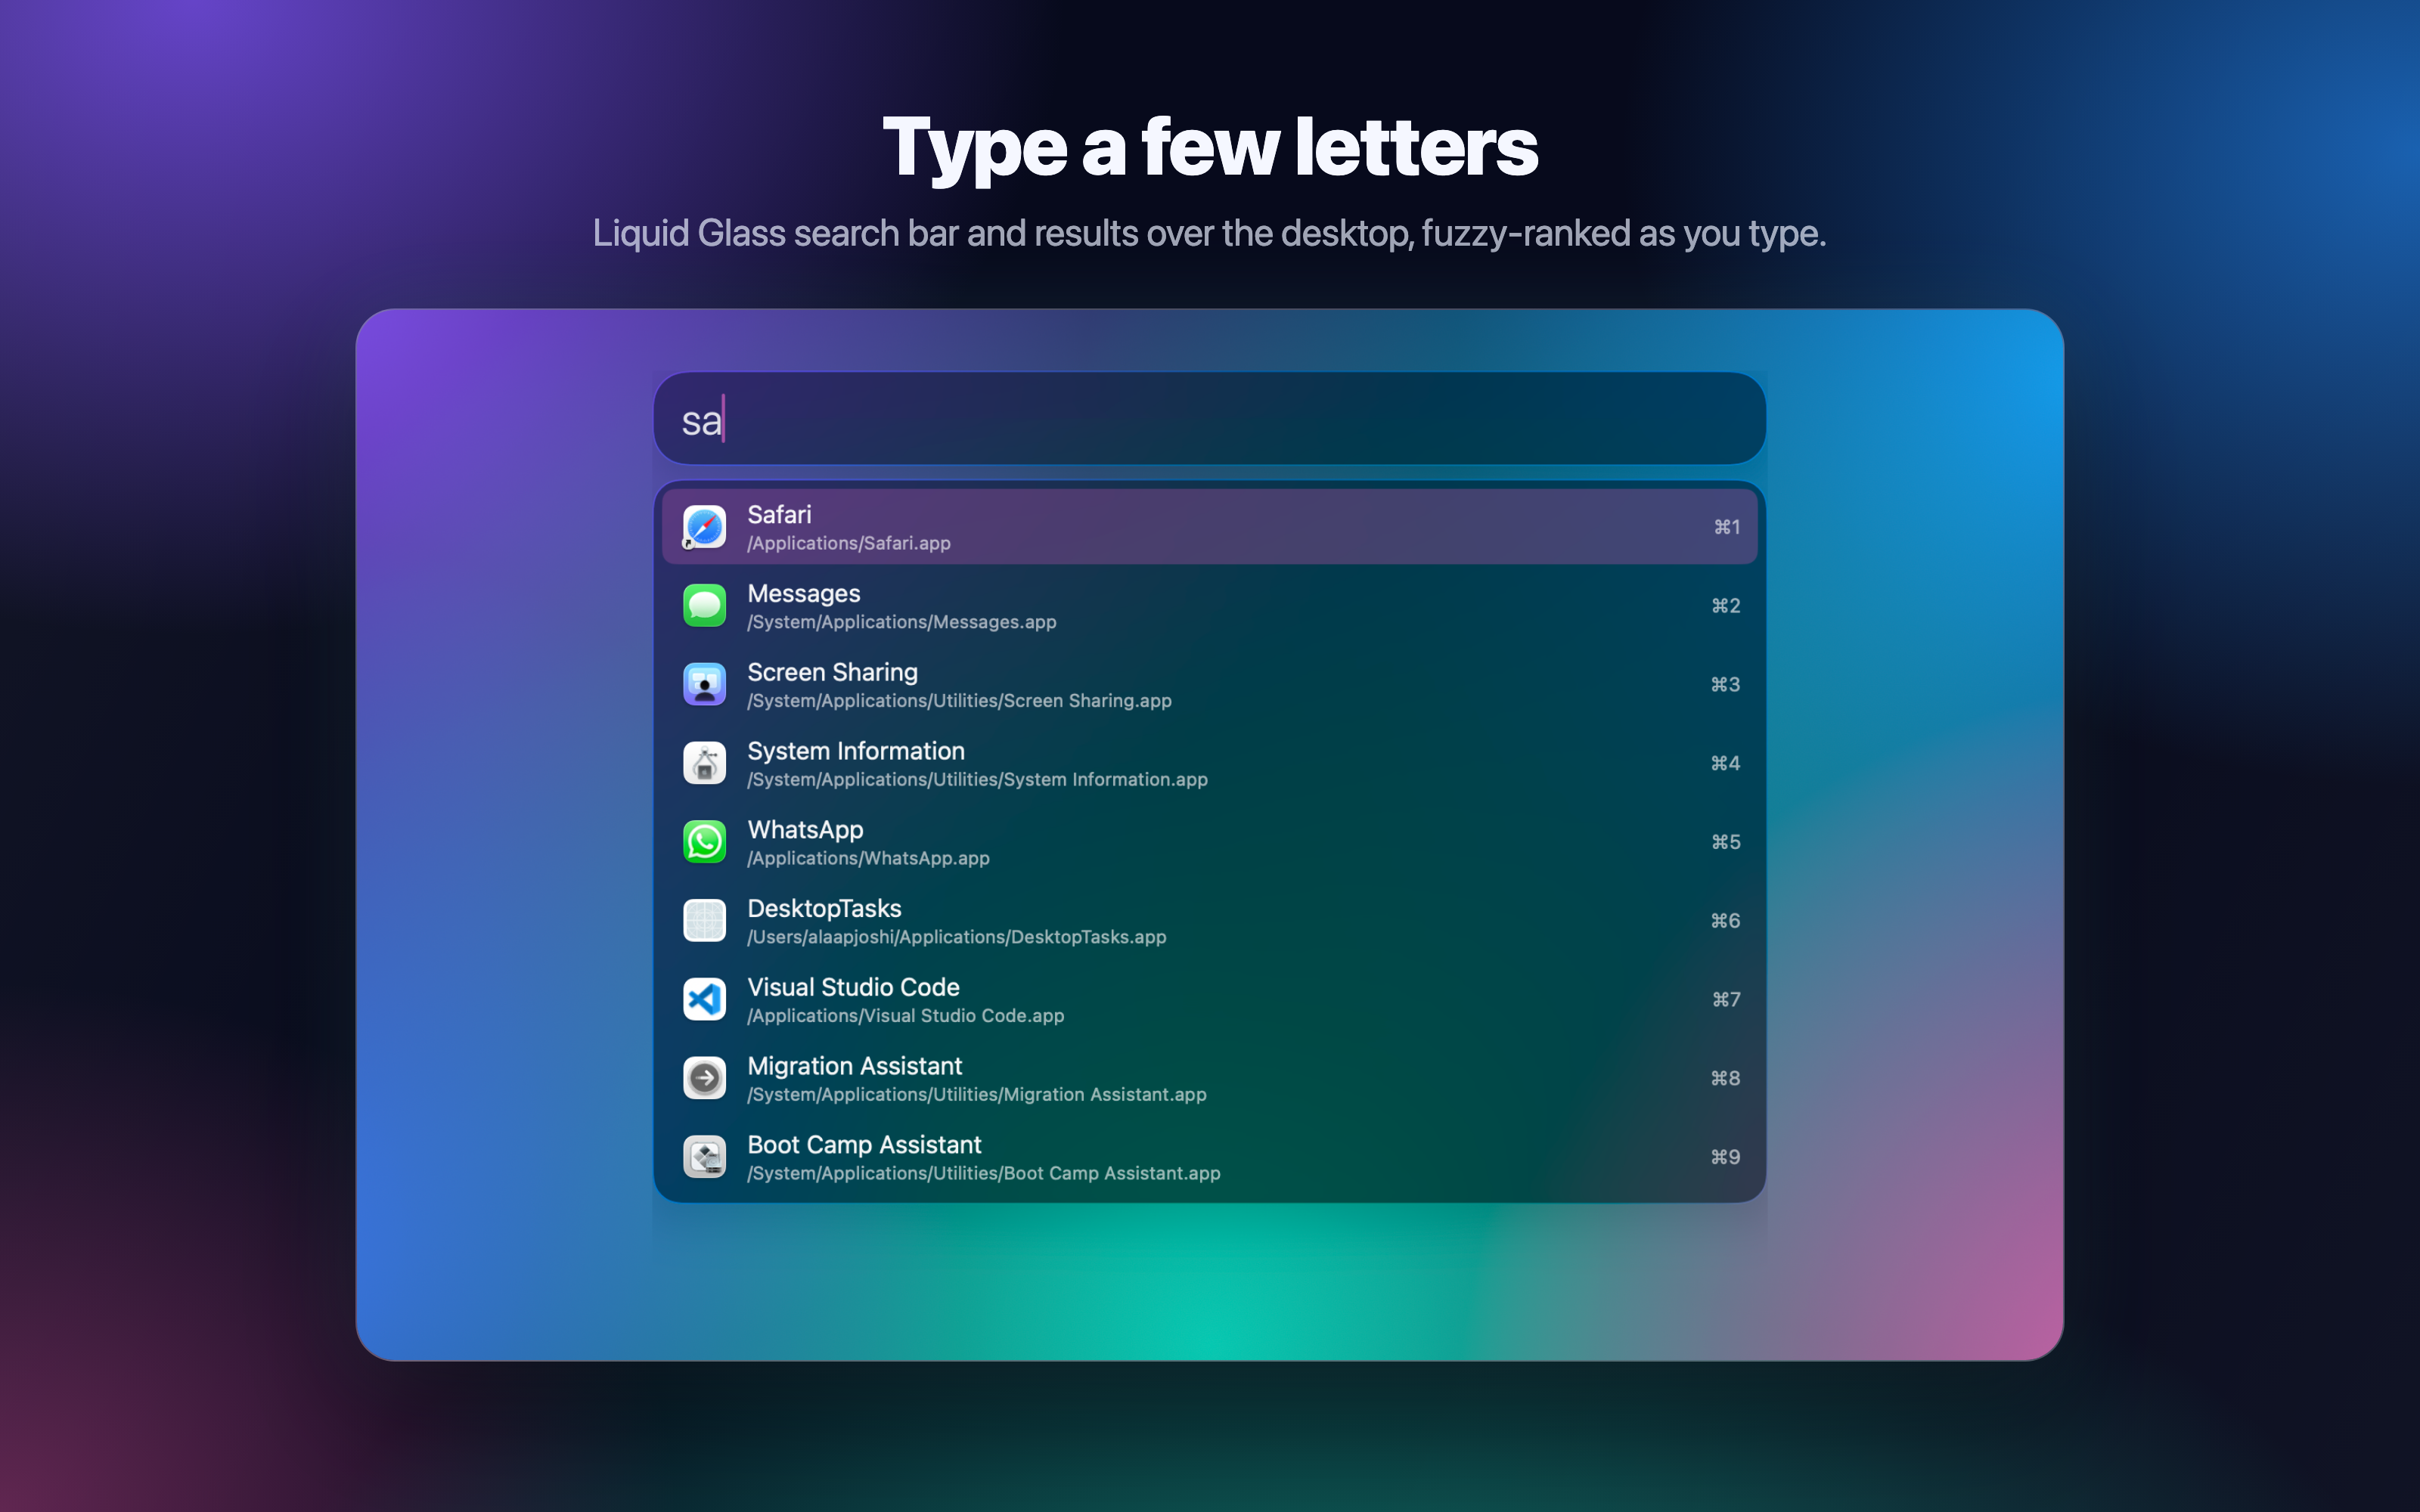 Type a few letters
Liquid Glass search bar and results over the desktop, fuzzy-ranked as you type.
sa
Safari
/Applications/Safari.app
⌘1
Messages
/System/Applications/Messages.app
⌘2
Screen Sharing
/System/Applications/Utilities/Screen Sharing.app
⌘3
System Information
/System/Applications/Utilities/System Information.app
⌘4
WhatsApp
/Applications/WhatsApp.app
⌘5
DesktopTasks
/Users/alaapjoshi/Applications/DesktopTasks.app
⌘6
Visual Studio Code
/Applications/Visual Studio Code.app
⌘7
Migration Assistant
/System/Applications/Utilities/Migration Assistant.app
⌘8
Boot Camp Assistant
/System/Applications/Utilities/Boot Camp Assistant.app
⌘9